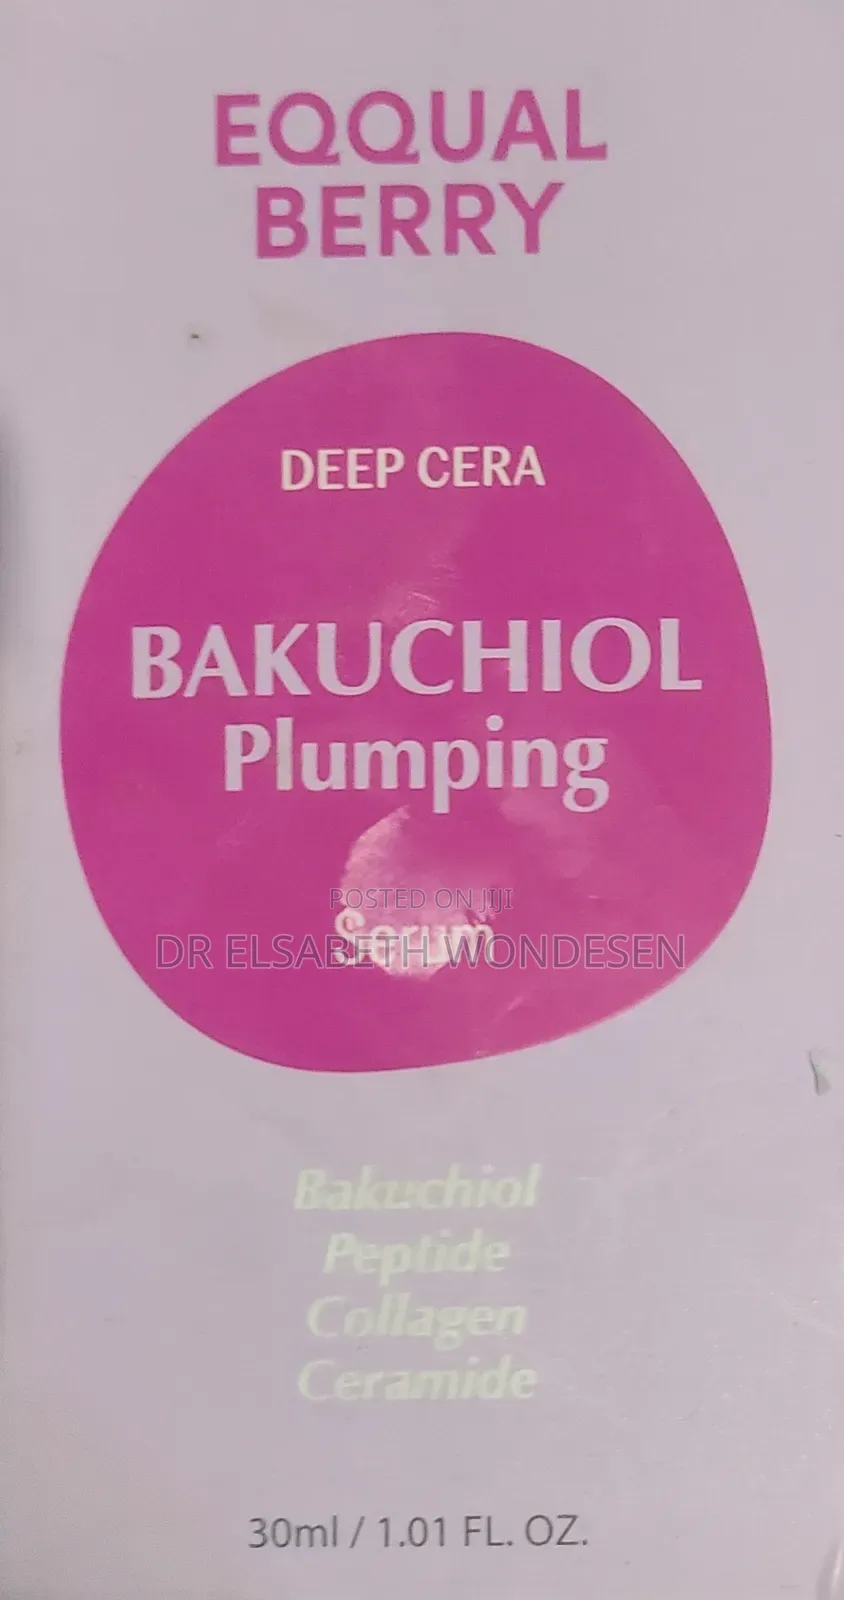 EQQUAL
BERRY
DEEP CERA
BAKUCHIOL
Plumping
POSTED ON JIJI
Serum
DR ELSABETH WONDESEN
Bakuchiol
Peptide
Collagen
Ceramide
30ml / 1.01 FL. OZ.